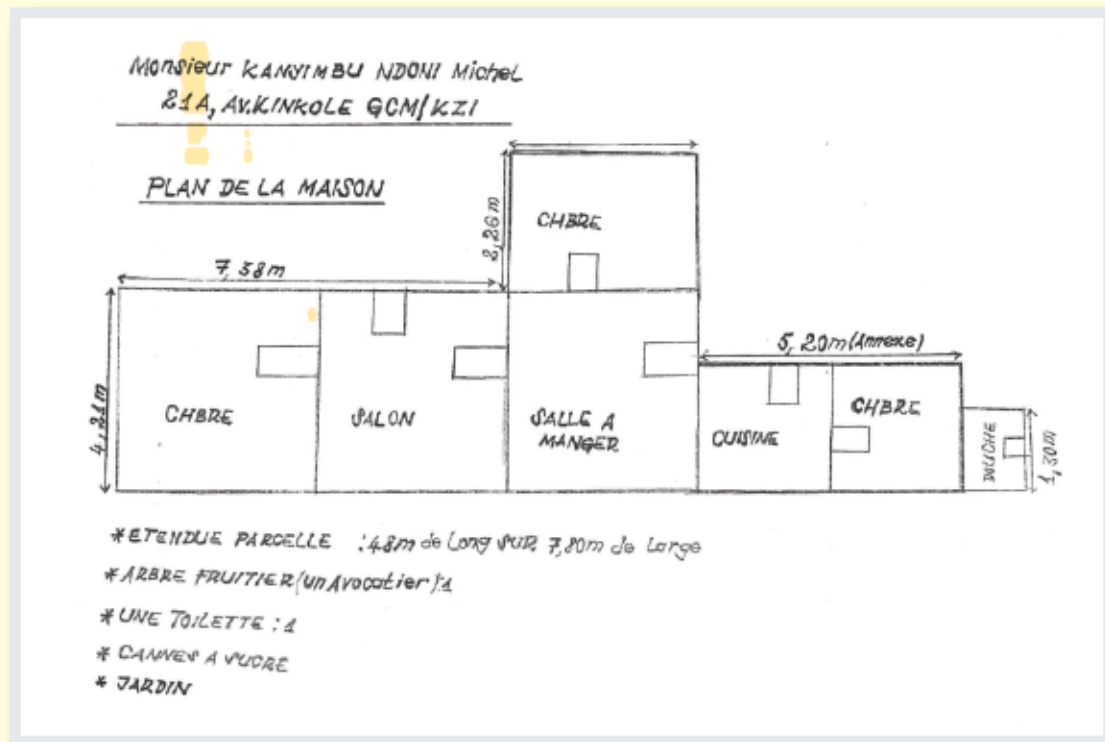 Monsieur KANYIMBU NDONI Michel
21A, AV.KINKOLE GCM/KZI
PLAN DE LA MAISON
2,26m
CHBRE
7,38m
5,20m (Annexe)
4,21m
CHBRE
SALON
SALLE A
MANGER
CUISINE
CHBRE
DOUCHE
1,30m
*ETENDUE PARCELLE :48m de Long SUR 7,80m de Large
*ARBRE FRUITIER(un Avocatier):1
*UNE TOILETTE :1
* CANNES A SUCRE
* JARDIN